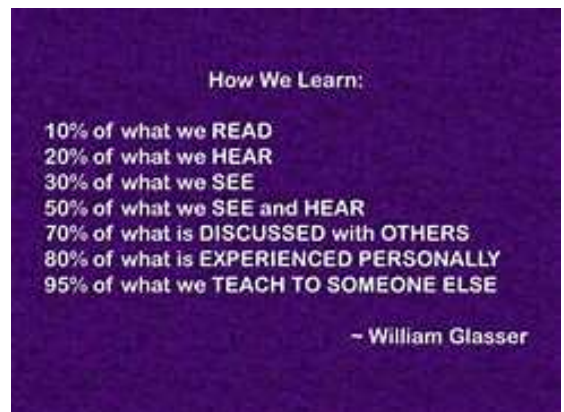 How We Learn:
10% of what we READ
20% of what we HEAR
30% of what we SEE
50% of what we SEE and HEAR
70% of what is DISCUSSED with OTHERS
80% of what is EXPERIENCED PERSONALLY
95% of what we TEACH TO SOMEONE ELSE
~ William Glasser